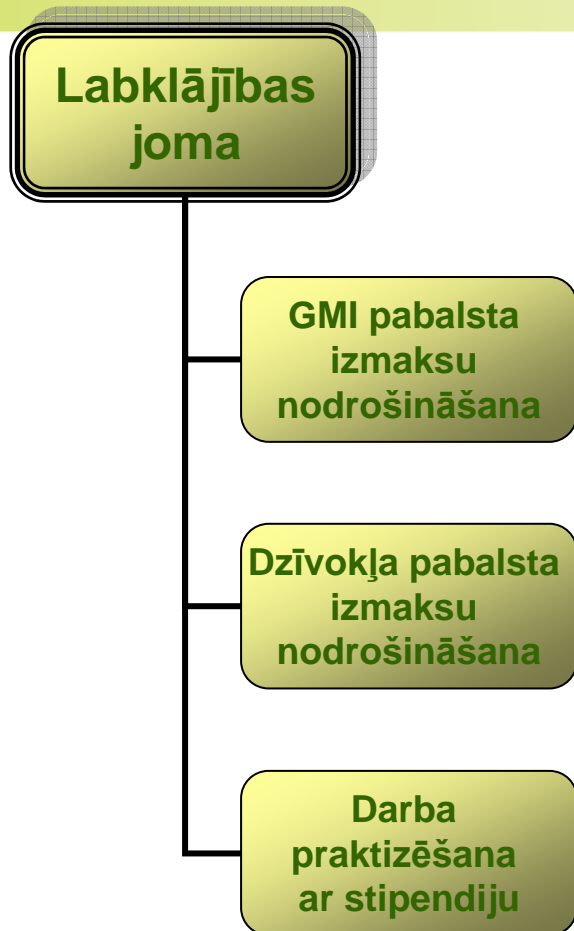 Labklājības
joma
GMI pabalsta
izmaksu
nodrošināšana
Dzīvokļa pabalsta
izmaksu
nodrošināšana
Darba
praktizēšana
ar stipendiju